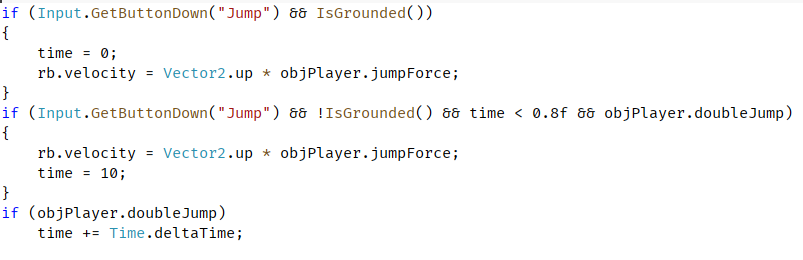 if (Input.GetButtonDown("Jump") && IsGrounded())
{
    time = 0;
    rb.velocity = Vector2.up * objPlayer.jumpForce;
}
if (Input.GetButtonDown("Jump") && !IsGrounded() && time < 0.8f && objPlayer.doubleJump)
{
    rb.velocity = Vector2.up * objPlayer.jumpForce;
    time = 10;
}
if (objPlayer.doubleJump)
    time += Time.deltaTime;